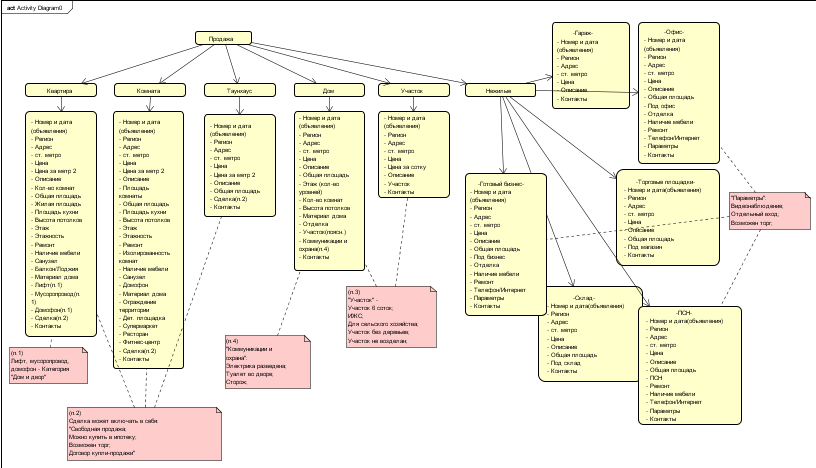 act Activity Diagram0
Продажа
Квартира
Комната
Таунхаус
Дом
Участок
Нежилые
- Номер и дата
(объявления)
- Регион
- Адрес
- ст. метро
- Цена
- Цена за метр 2
- Описание
- Кол-во комнат
- Общая площадь
- Жилая площадь
- Площадь кухни
- Высота потолков
- Этаж
- Этажность
- Ремонт
- Наличие мебели
- Санузел
- Балкон/Лоджия
- Материал дома
- Лифт(п.1)
- Мусоропровод(п.
1)
- Домофон(п.1)
- Сделка(п.2)
- Контакты
- Номер и дата
(объявления)
- Регион
- Адрес
- ст. метро
- Цена
- Цена за метр 2
- Описание
- Площадь
комнаты
- Общая площадь
- Площадь кухни
- Высота потолков
- Этаж
- Этажность
- Ремонт
- Изолированность
комнат
- Наличие мебели
- Санузел
- Домофон
- Материал дома
- Ограждение
территории
- Дет. площадка
- Супермаркет
- Ресторан
- Фитнес-центр
- Сделка(п.2)
- Контакты
- Номер и дата
(объявления)
- Регион
- Адрес
- ст. метро
- Цена
- Цена за метр 2
- Описание
- Общая площадь
- Сделка(п.2)
- Контакты
- Номер и дата
(объявления)
- Регион
- Адрес
- ст. метро
- Цена
- Описание
- Общая площадь
- Этаж (кол-во
уровней)
- Кол-во комнат
- Высота потолков
- Материал дома
- Отделка
- Участок(поясн.)
- Коммуникации и
охрана(п.4)
- Контакты
- Номер и дата
(объявления)
- Регион
- Адрес
- ст. метро
- Цена
- Цена за сотку
- Описание
- Участок
- Контакты
-Гараж-
- Номер и дата
(объявления)
- Регион
- Адрес
- ст. метро
- Цена
- Описание
- Контакты
-Офис-
- Номер и дата
(объявления)
- Регион
- Адрес
- ст. метро
- Цена
- Описание
- Общая площадь
- Под офис
- Отделка
- Наличие мебели
- Ремонт
- Телефон/Интернет
- Параметры
- Контакты
-Готовый бизнес-
- Номер и дата
(объявления)
- Регион
- Адрес
- ст. метро
- Цена
- Описание
- Общая площадь
- Под бизнес
- Отделка
- Наличие мебели
- Ремонт
- Телефон/Интернет
- Параметры
- Контакты
-Торговые площадки-
- Номер и дата(объявления)
- Регион
- Адрес
- ст. метро
- Цена
- Описание
- Общая площадь
- Под магазин
- Контакты
"Параметры":
Видеонаблюдение;
Отдельный вход;
Возможен торг;
-Склад-
- Номер и дата(объявления)
- Регион
- Адрес
- ст. метро
- Цена
- Описание
- Общая площадь
- Под склад
- Контакты
-ПСН-
- Номер и дата(объявления)
- Регион
- Адрес
- ст. метро
- Цена
- Описание
- Общая площадь
- ПСН
- Ремонт
- Наличие мебели
- Телефон/Интернет
- Параметры
- Контакты
(п.3)
"Участок" -
Участок 6 соток;
ИЖС;
Для сельского хозяйства;
Участок без деревьев;
Участок не возделан;
(п.4)
"Коммуникации и
охрана":
Электрика разведена;
Туалет во дворе;
Сторож;
(п.1)
Лифт, мусоропровод,
домофон - Категория
"Дом и двор"
(п.2)
Сделка может включать в себя:
"Свободная продажа;
Можно купить в ипотеку;
Возможен торг;
Договор купли-продажи"